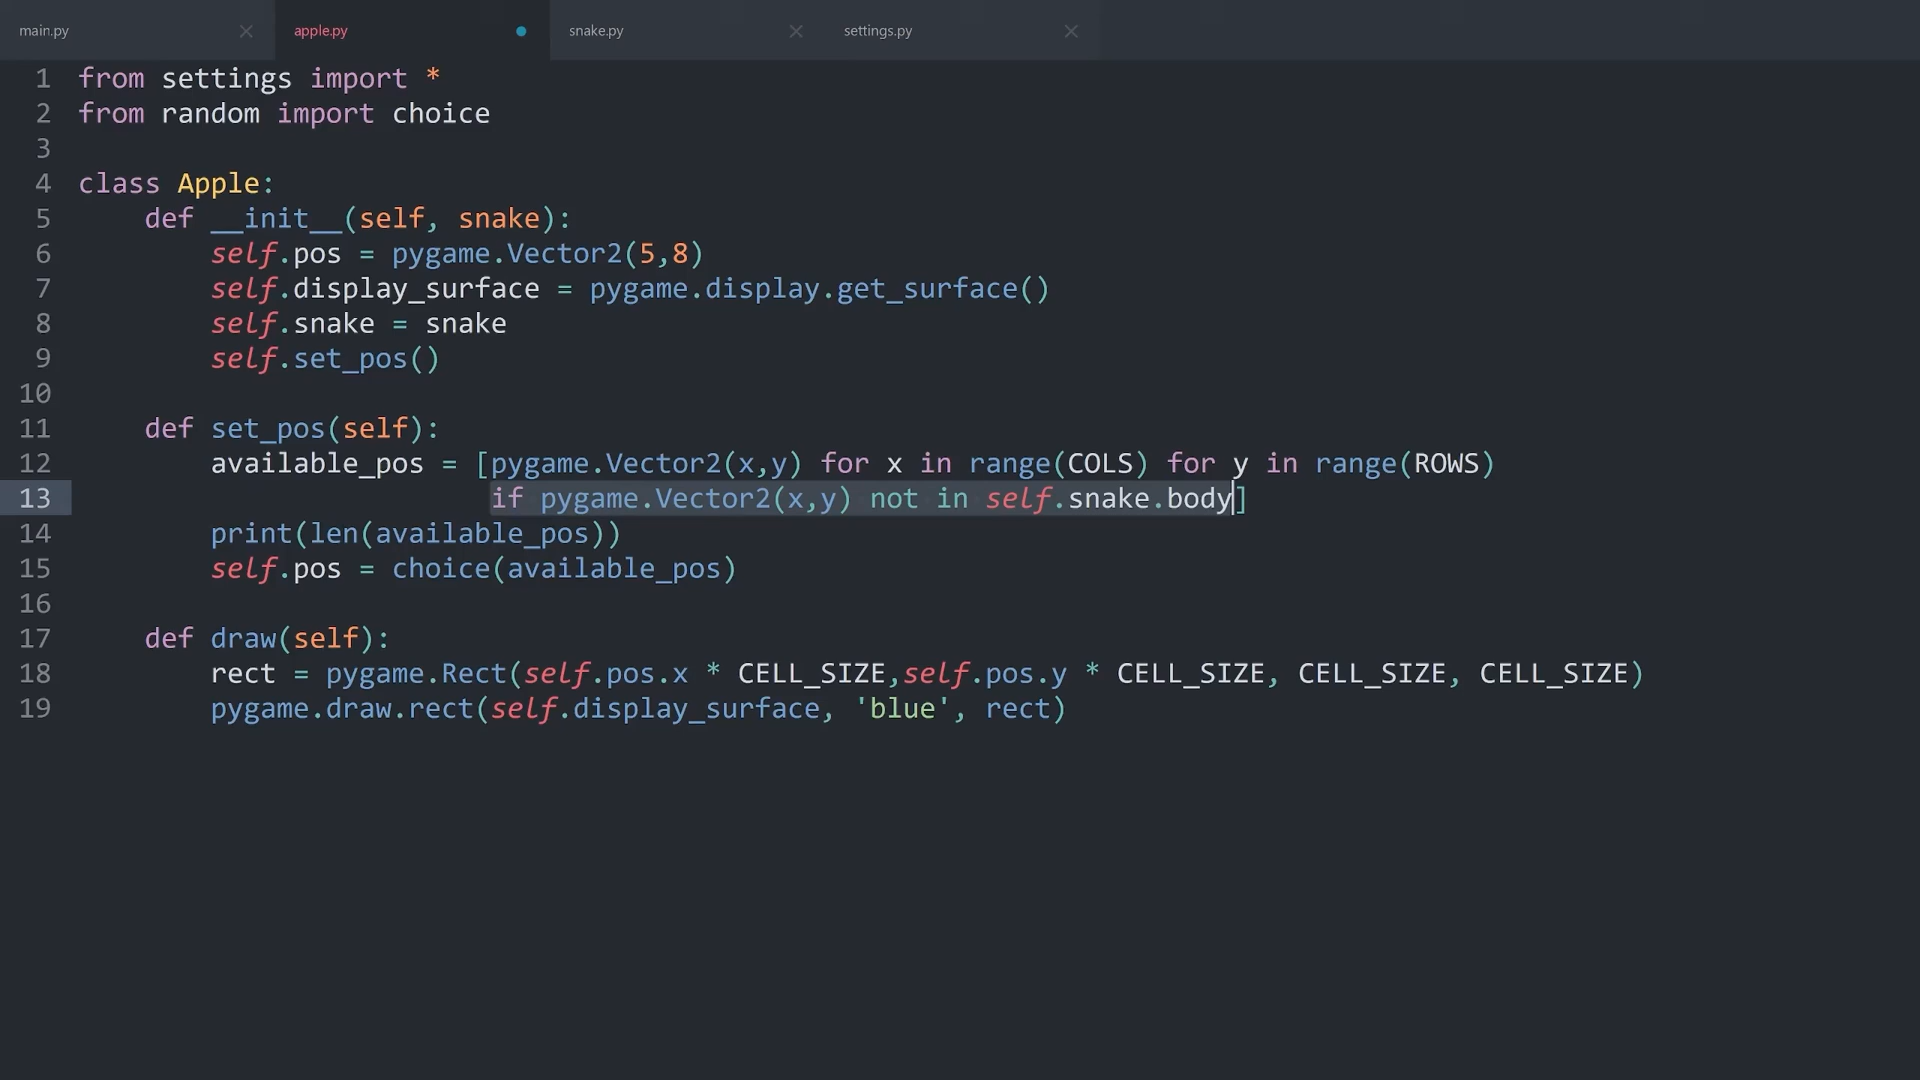 main.py
apple.py
snake.py
settings.py
1 from settings import *
2 from random import choice
3
4 class Apple:
5     def __init__(self, snake):
6         self.pos = pygame.Vector2(5,8)
7         self.display_surface = pygame.display.get_surface()
8         self.snake = snake
9         self.set_pos()
10
11     def set_pos(self):
12         available_pos = [pygame.Vector2(x,y) for x in range(COLS) for y in range(ROWS)
13                          if pygame.Vector2(x,y) not in self.snake.body]
14         print(len(available_pos))
15         self.pos = choice(available_pos)
16
17     def draw(self):
18         rect = pygame.Rect(self.pos.x * CELL_SIZE,self.pos.y * CELL_SIZE, CELL_SIZE, CELL_SIZE)
19         pygame.draw.rect(self.display_surface, 'blue', rect)